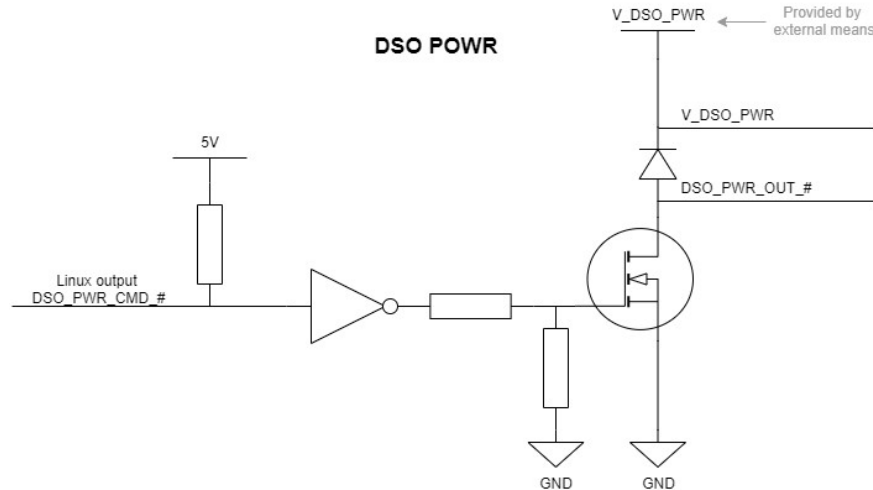 V_DSO_PWR
Provided by
external means
DSO POWR
V_DSO_PWR
5V
DSO_PWR_OUT_#
Linux output
DSO_PWR_CMD_#
GND
GND